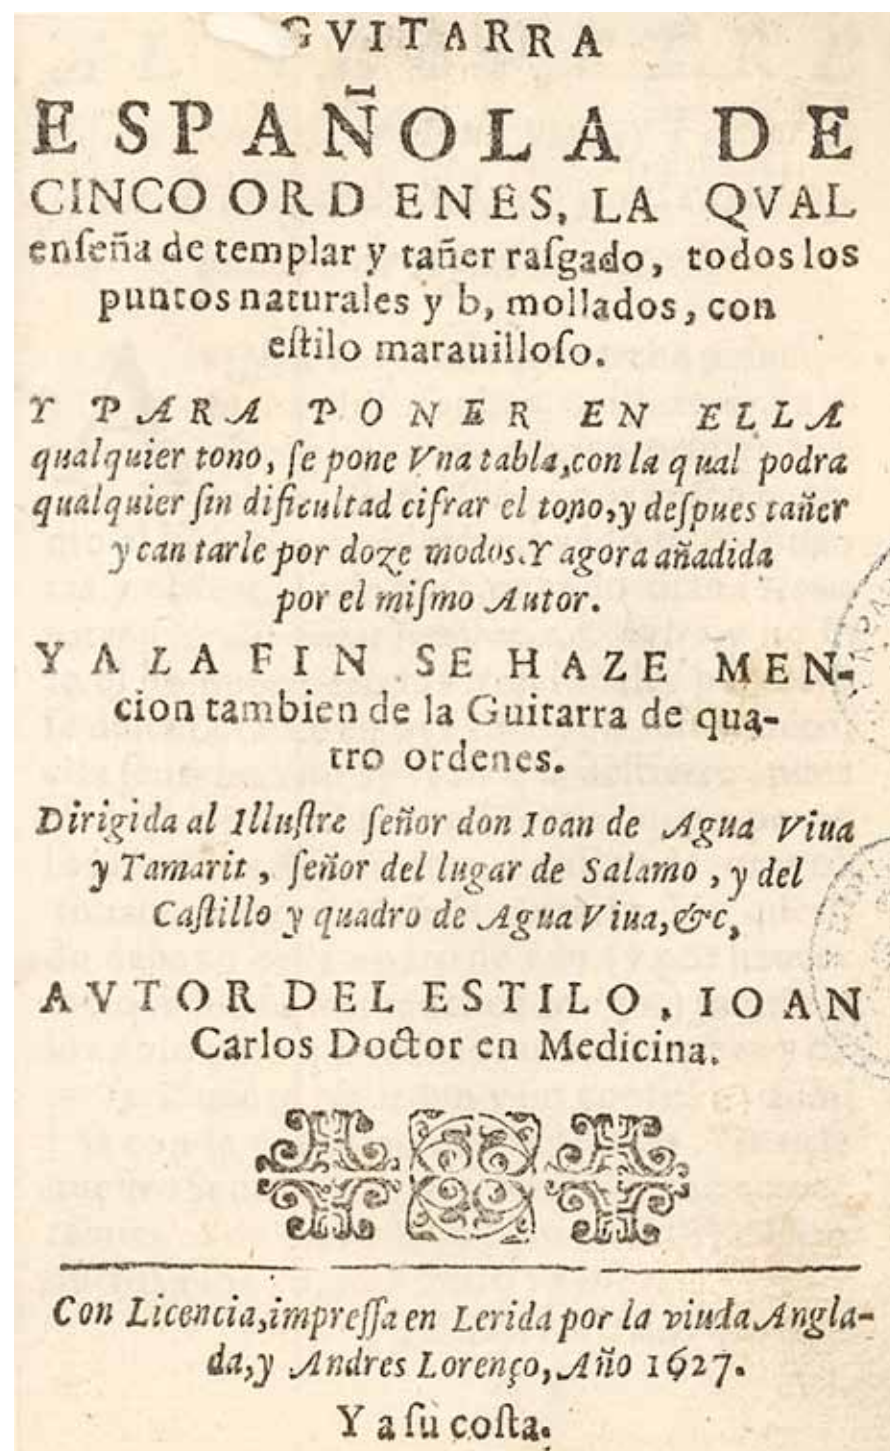 GVITARRA
ESPAÑOLA DE
CINCO ORDENES, LA QVAL
enſeña de templar y tañer raſgado, todos los
puntos naturales y b, mollados, con
eſtilo marauilloſo.
Y PARA PONER EN ELLA
qualquier tono, ſe pone Vna tabla, con la qual podra
qualquier ſin dificultad cifrar el tono, y deſpues tañer
y can tarle por doze modos. Y agora añadida
por el miſmo Autor.
Y A LA FIN SE HAZE MEN-
cion tambien de la Guitarra de qua-
tro ordenes.
Dirigida al Illuſtre ſeñor don Ioan de Agua Viua
y Tamarit, ſeñor del lugar de Salamo, y del
Caſtillo y quadro de Agua Viua, &c,
AVTOR DEL ESTILO, IOAN
Carlos Doctor en Medicina.
Con Licencia, impreſſa en Lerida por la viuda Angla-
da, y Andres Lorenço, Año 1627.
Y a ſu coſta.